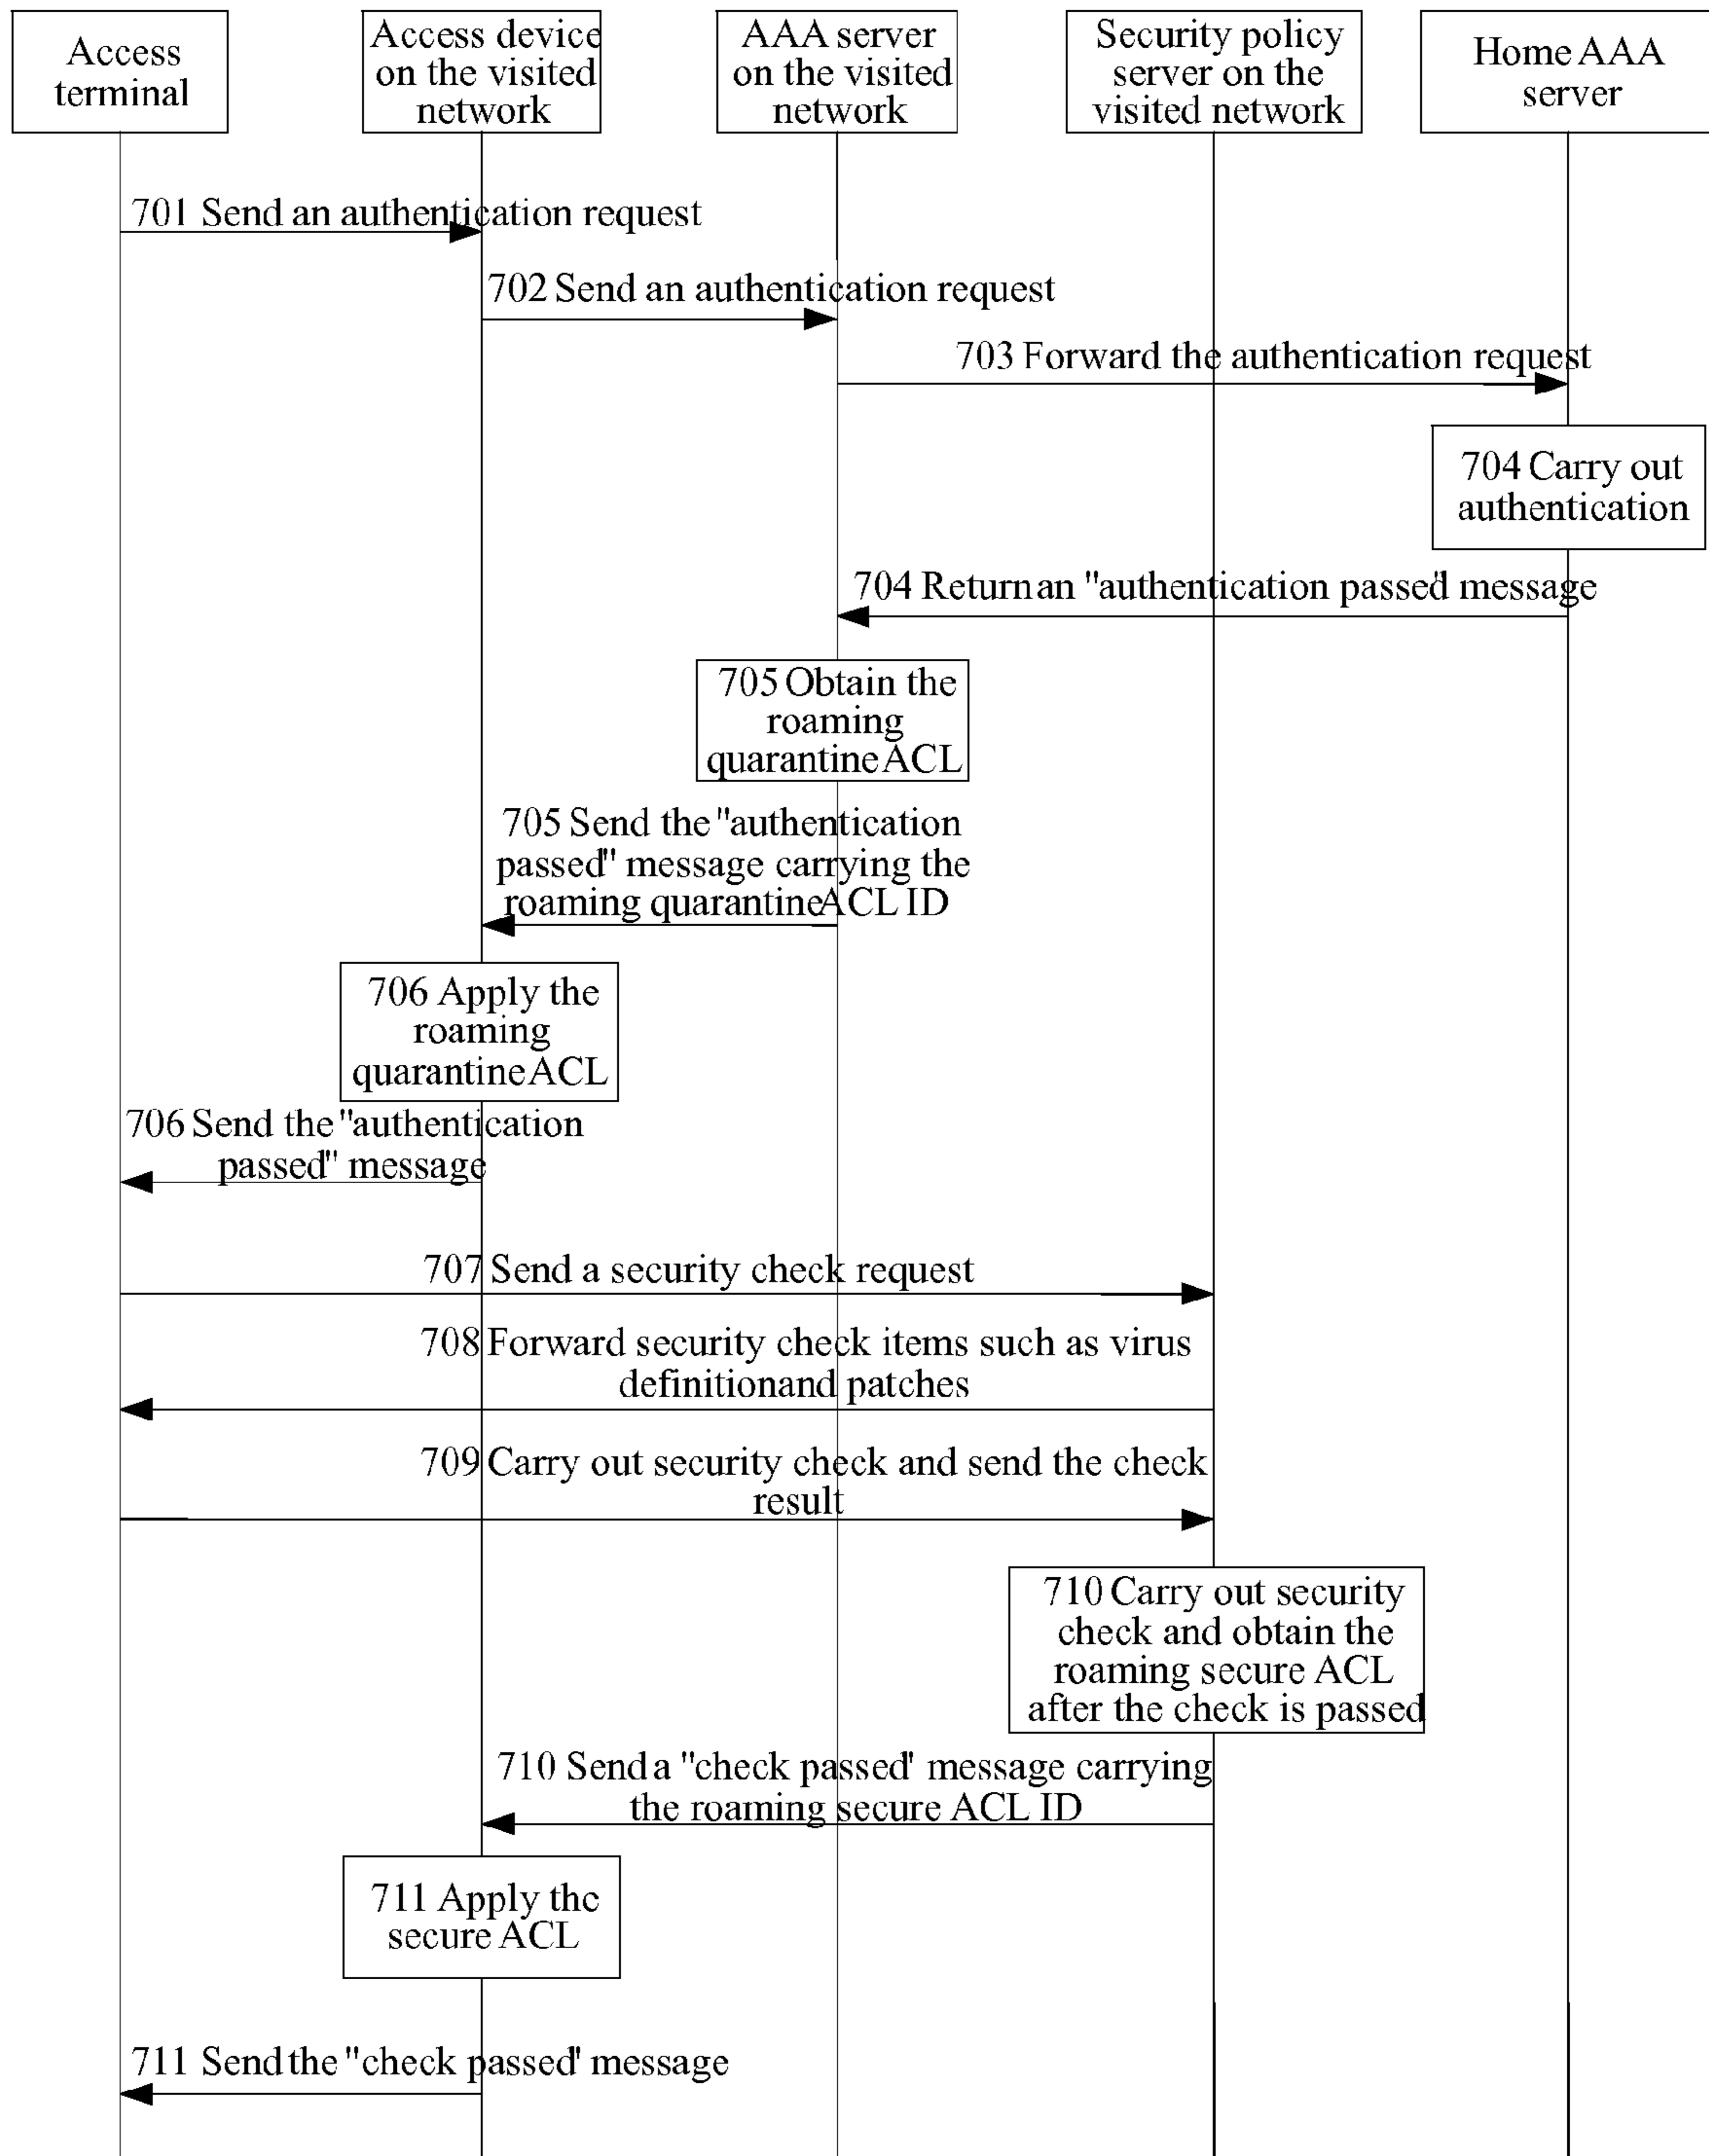 Access
terminal
Access device
on the visited
network
AAA server
on the visited
network
Security policy
server on the
visited network
Home AAA
server
701 Send an authentication request
702 Send an authentication request
703 Forward the authentication request
704 Carry out
authentication
704 Return an "authentication passed" message
705 Obtain the
roaming
quarantine ACL
705 Send the "authentication
passed" message carrying the
roaming quarantine ACL ID
706 Apply the
roaming
quarantine ACL
706 Send the "authentication
passed" message
707 Send a security check request
708 Forward security check items such as virus
definition and patches
709 Carry out security check and send the check
result
710 Carry out security
check and obtain the
roaming secure ACL
after the check is passed
710 Send a "check passed" message carrying
the roaming secure ACL ID
711 Apply the
secure ACL
711 Send the "check passed" message